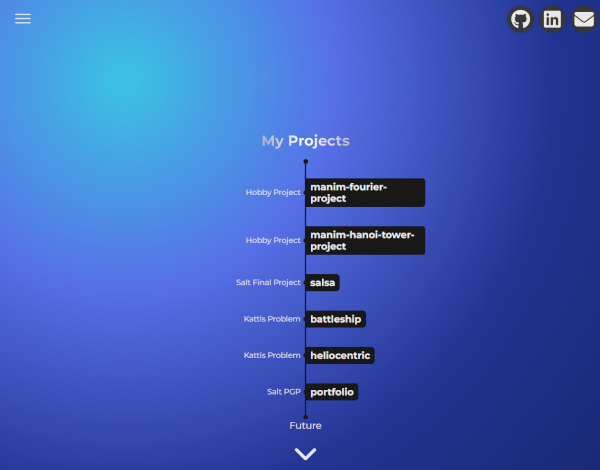 My Projects
Hobby Project
manim-fourier-
project
Hobby Project
manim-hanoi-tower-
project
Salt Final Project
salsa
Kattis Problem
battleship
Kattis Problem
heliocentric
Salt PGP
portfolio
Future